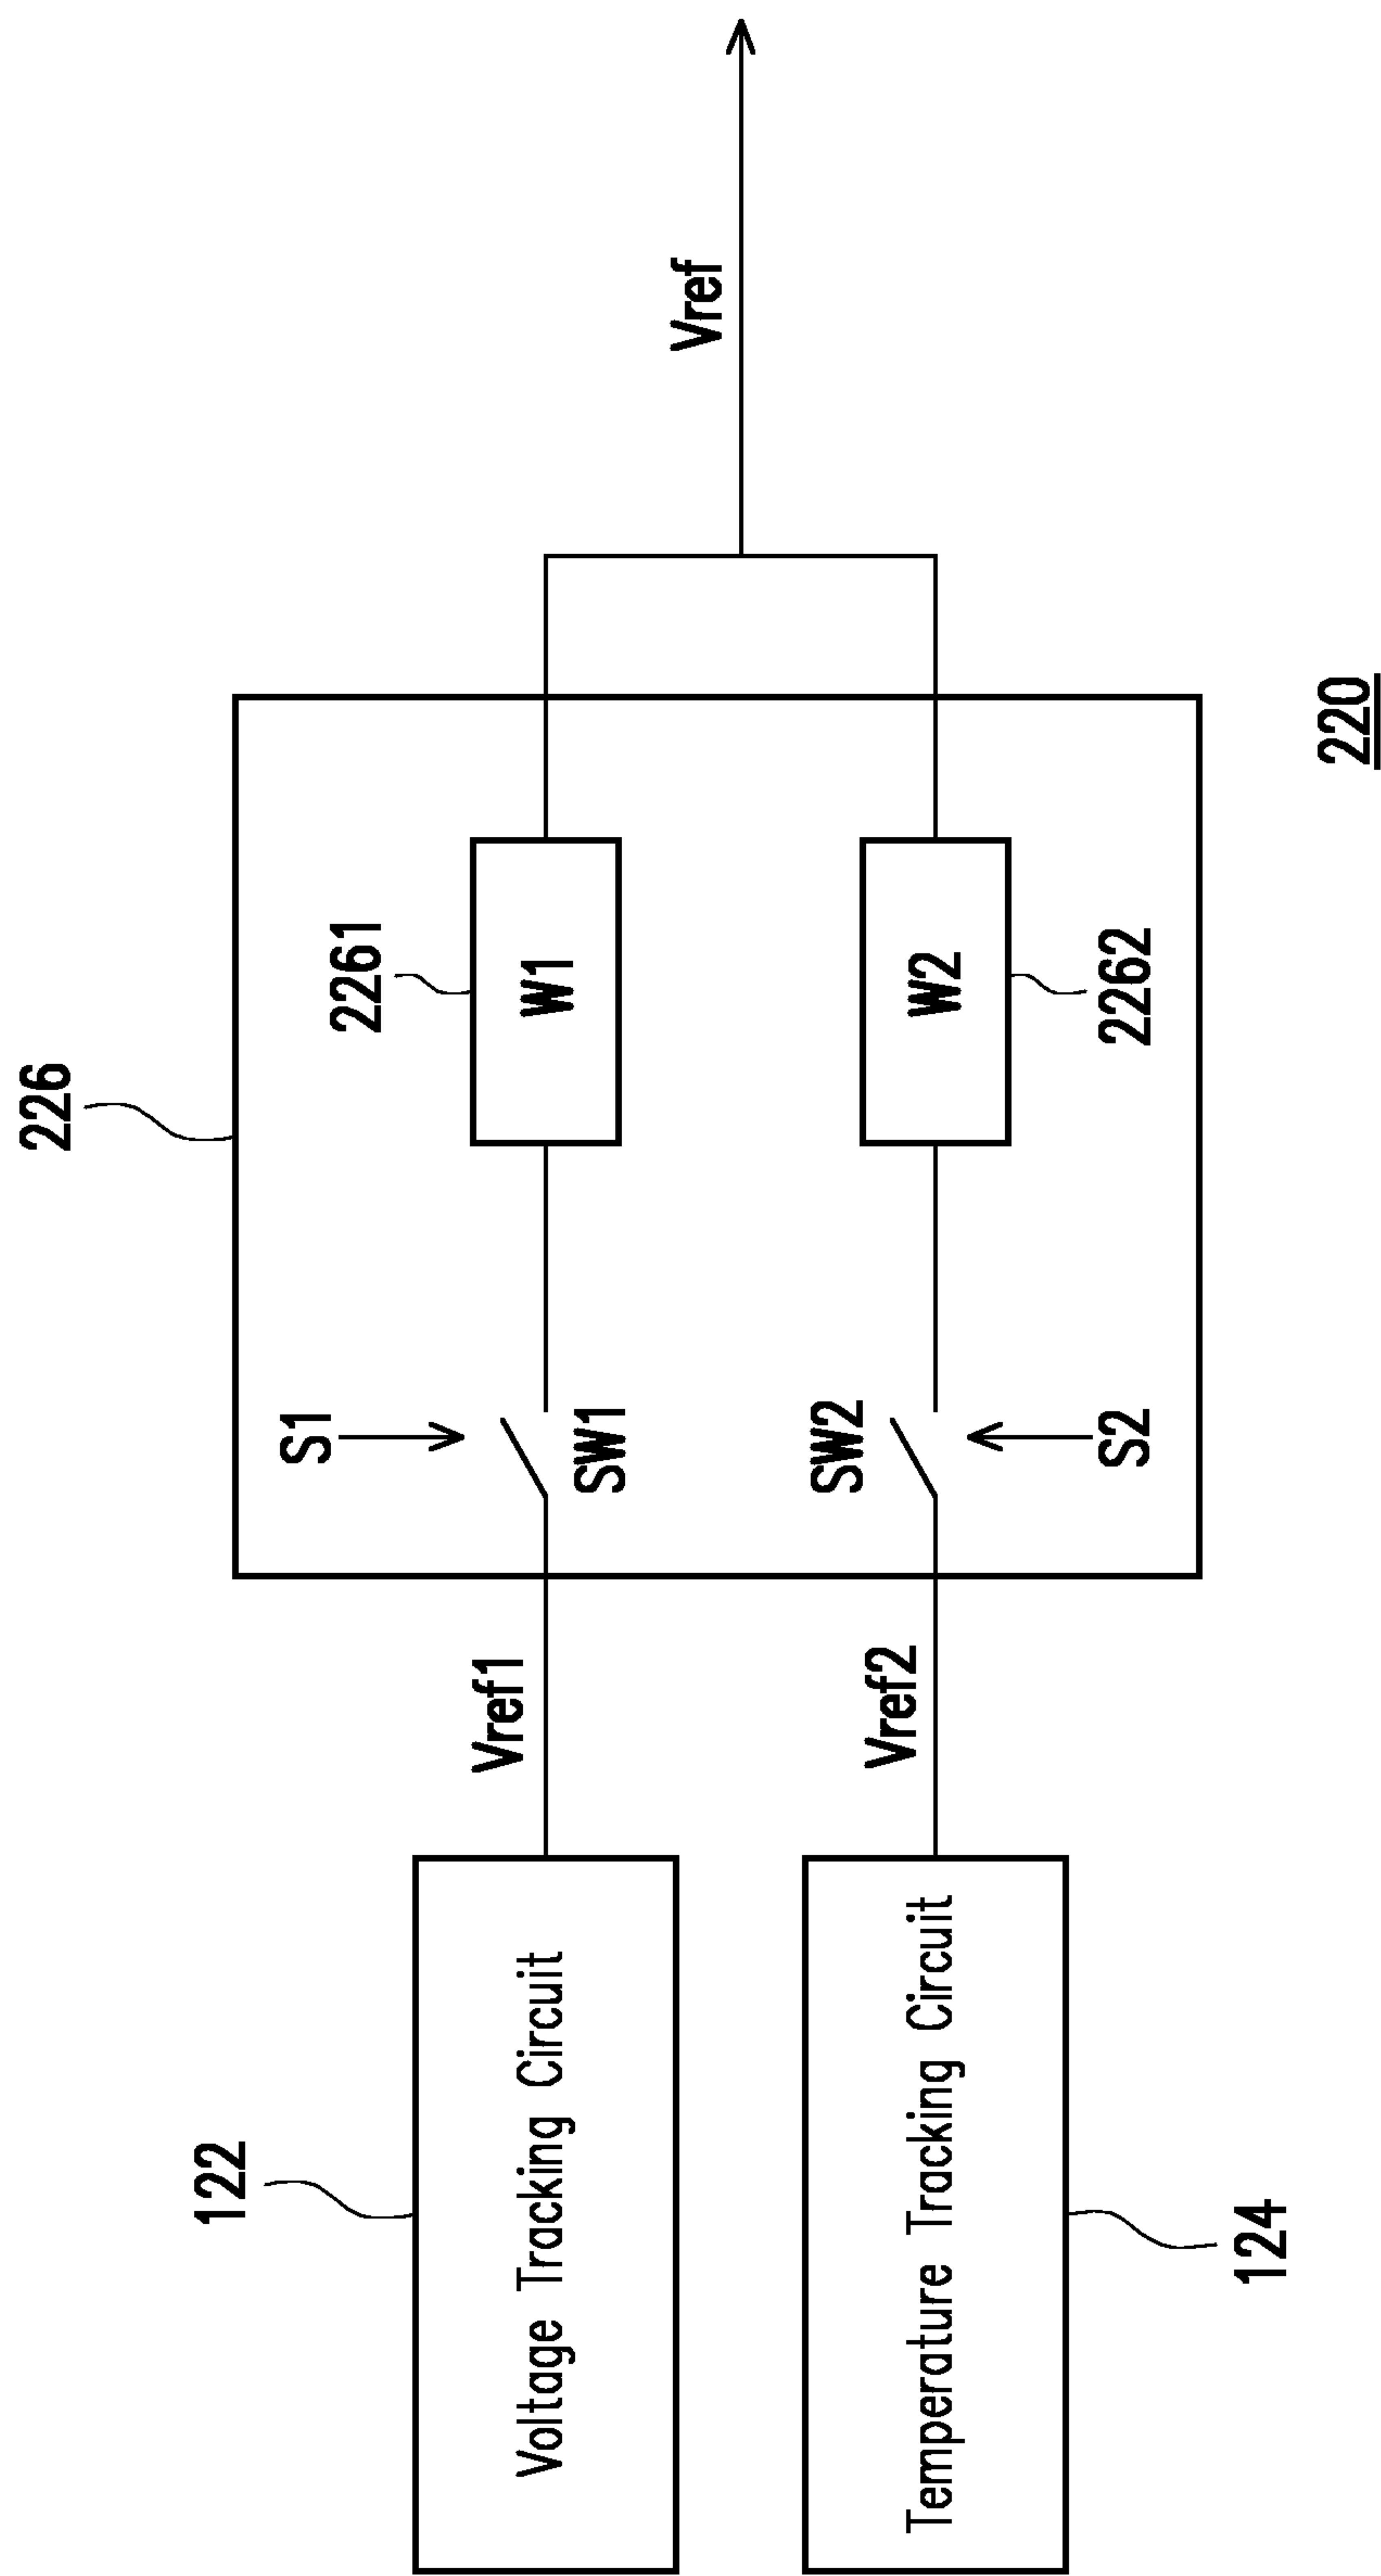 226
122
S1
2261
Voltage Tracking Circuit
Vref1
SW1
W1
Vref
Temperature Tracking Circuit
Vref2
SW2
W2
124
S2
2262
220